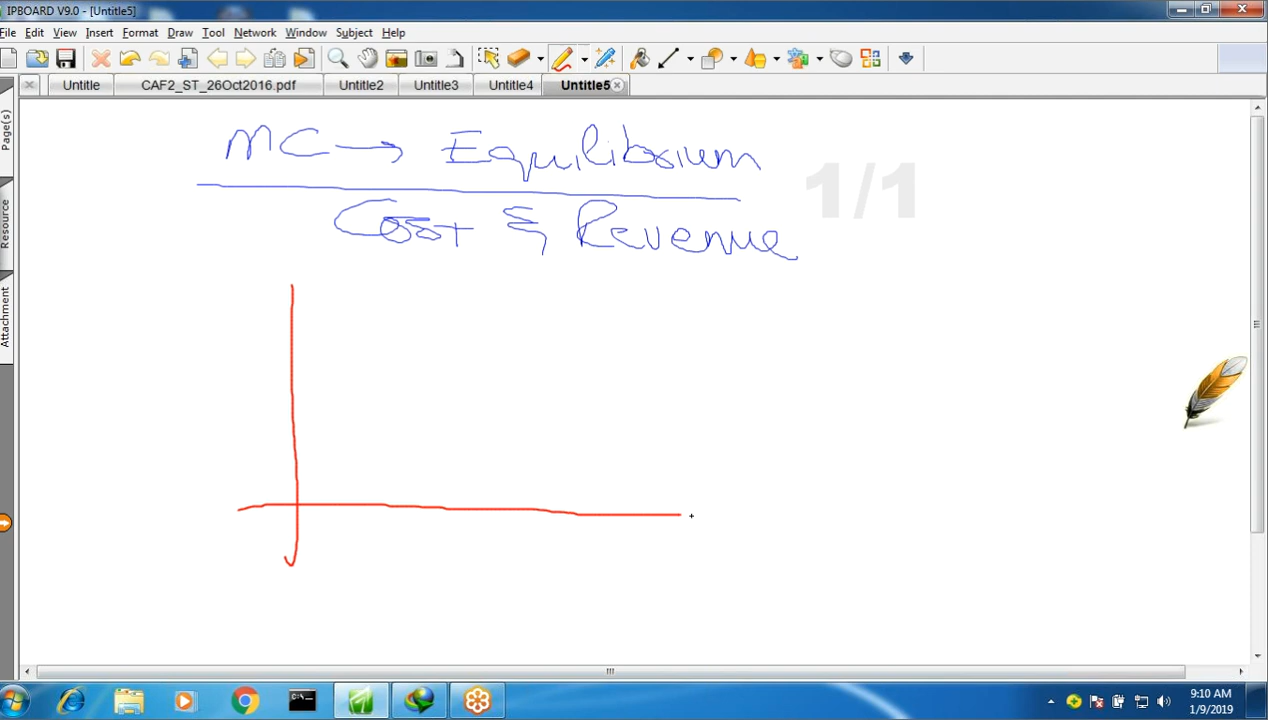 IPBOARD V9.0 - [Untitle5]
File Edit View Insert Format Draw Tool Network Window Subject Help
Untitle CAF2_ST_26Oct2016.pdf Untitle2 Untitle3 Untitle4 Untitle5
Page(s)
Resource
Attachment
MC → Equilibrium
Cost & Revenue
1/1
9:10 AM
1/9/2019